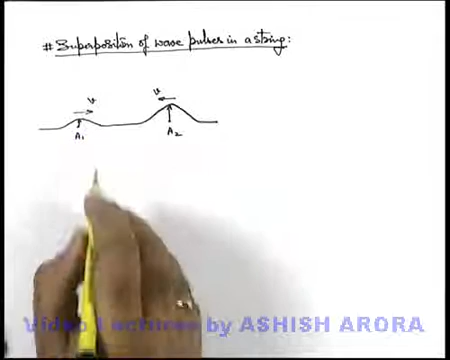 # Superposition of wave pulses in a string:
v v
A₁ A₂
Video Lectures by ASHISH ARORA